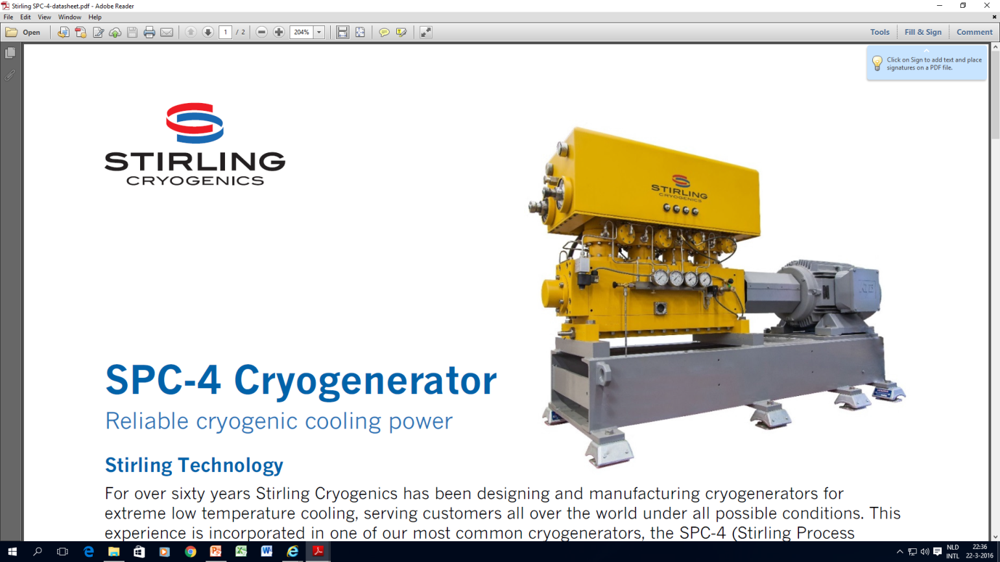 Stirling SPC-4-datasheet.pdf - Adobe Reader
File Edit View Window Help
Open 1 / 2 204% Tools Fill & Sign Comment
Click on Sign to add text and place
signatures on a PDF file.
STIRLING
CRYOGENICS
STIRLING
CRYOGENICS
SPC-4 Cryogenerator
Reliable cryogenic cooling power
Stirling Technology
For over sixty years Stirling Cryogenics has been designing and manufacturing cryogenerators for
extreme low temperature cooling, serving customers all over the world under all possible conditions. This
experience is incorporated in one of our most common cryogenerators, the SPC-4 (Stirling Process
NLD 22:36
INTL 22-3-2016